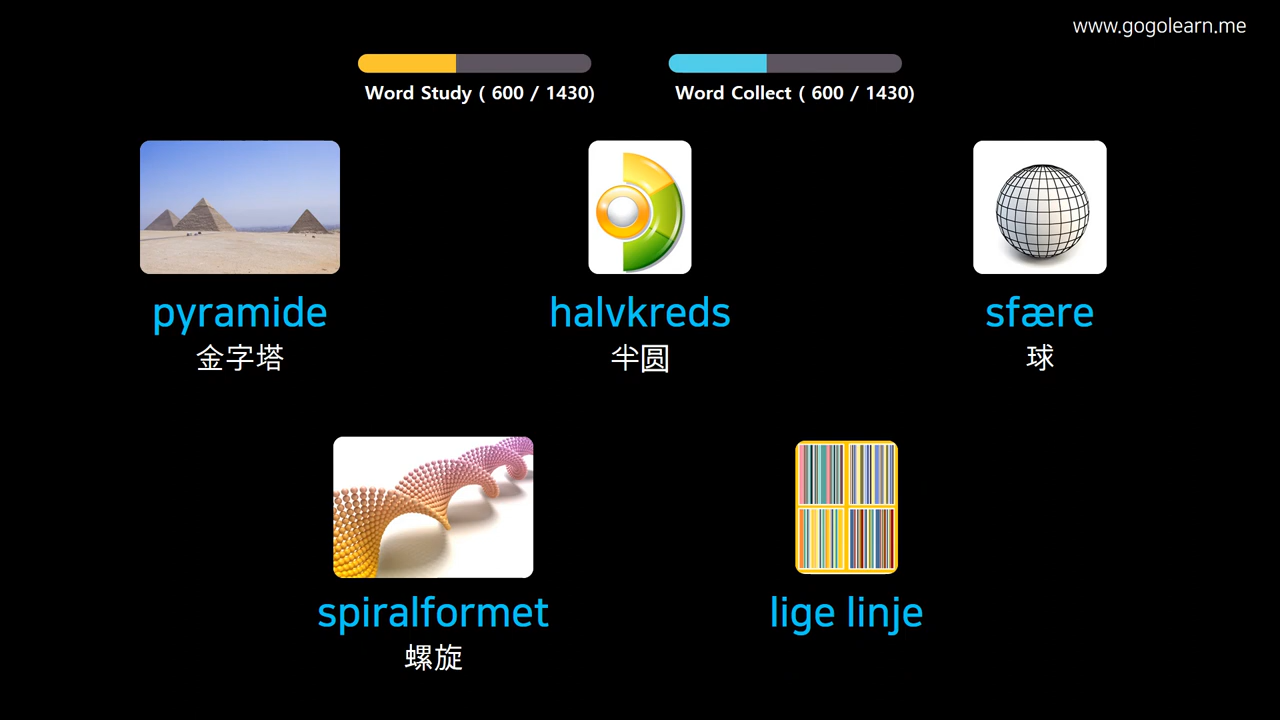 www.gogolearn.me
Word Study ( 600 / 1430)
Word Collect ( 600 / 1430)
pyramide
金字塔
halvkreds
半圆
sfære
球
spiralformet
螺旋
lige linje